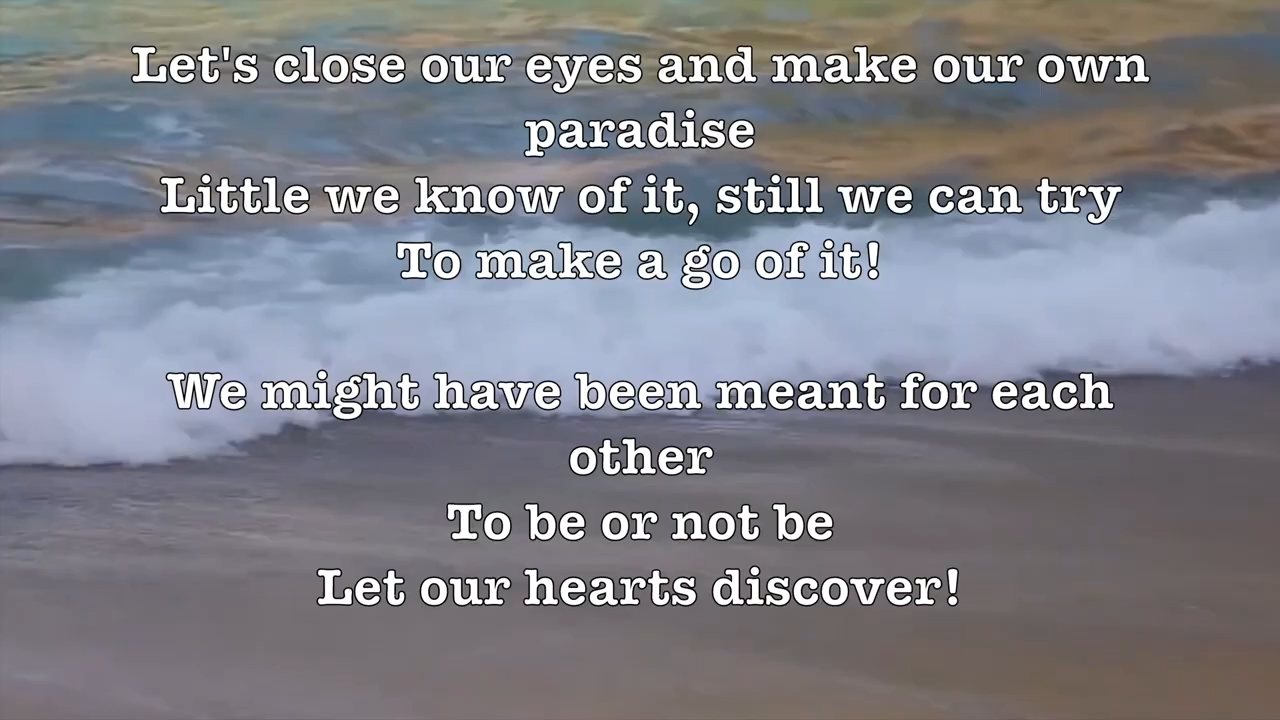 Let's close our eyes and make our own
paradise
Little we know of it, still we can try
To make a go of it!
We might have been meant for each
other
To be or not be
Let our hearts discover!